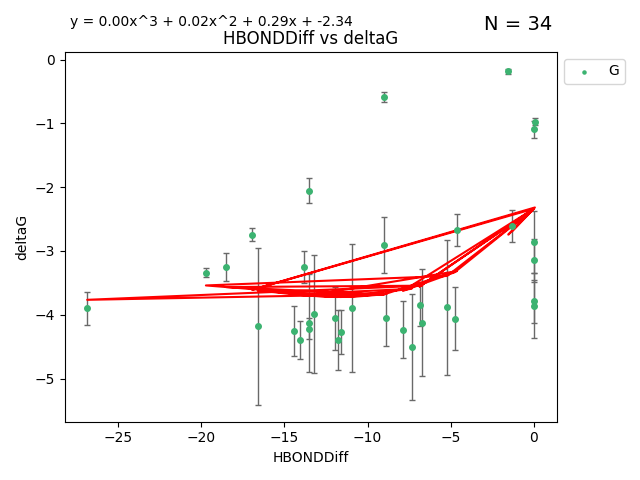 y = 0.00x^3 + 0.02x^2 + 0.29x + -2.34
N = 34
HBONDDiff vs deltaG
G
0
−1
−2
−3
−4
−5
deltaG
−25
−20
−15
−10
−5
0
HBONDDiff